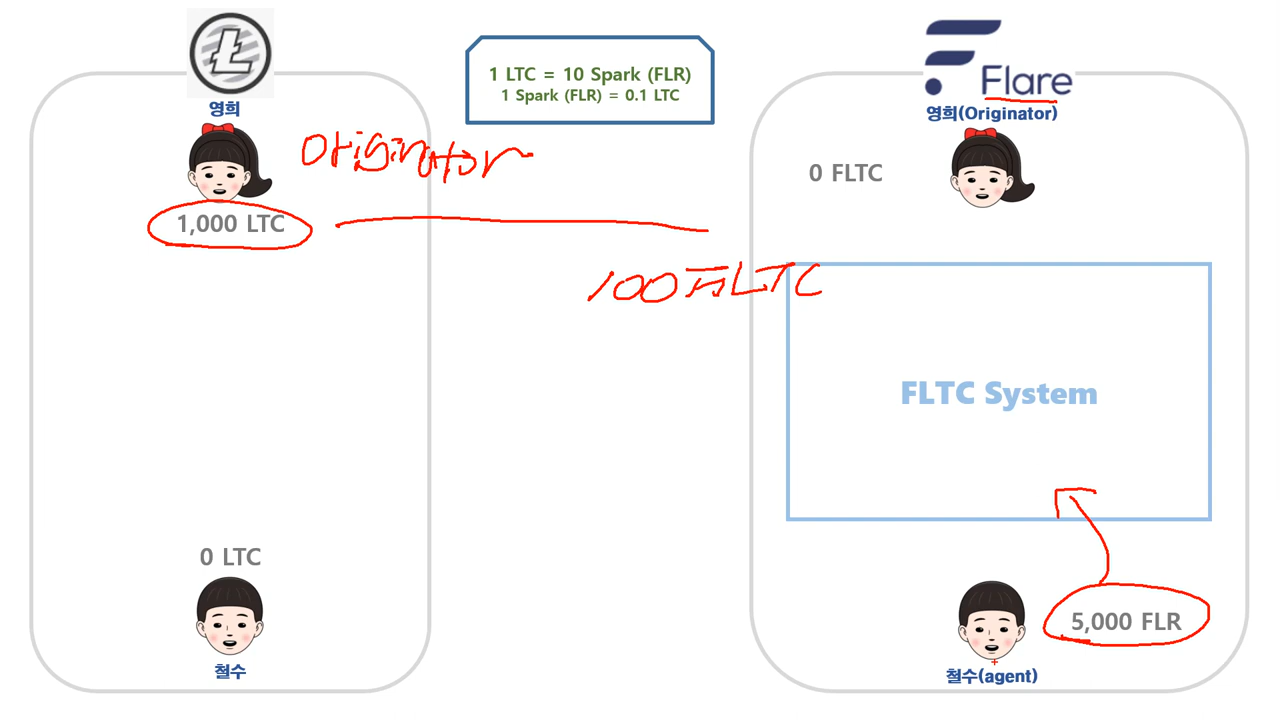 Flare
1 LTC = 10 Spark (FLR)
1 Spark (FLR) = 0.1 LTC
영희
영희(Originator)
Originator
0 FLTC
1,000 LTC
100 FLTC
FLTC System
0 LTC
5,000 FLR
철수
철수(agent)